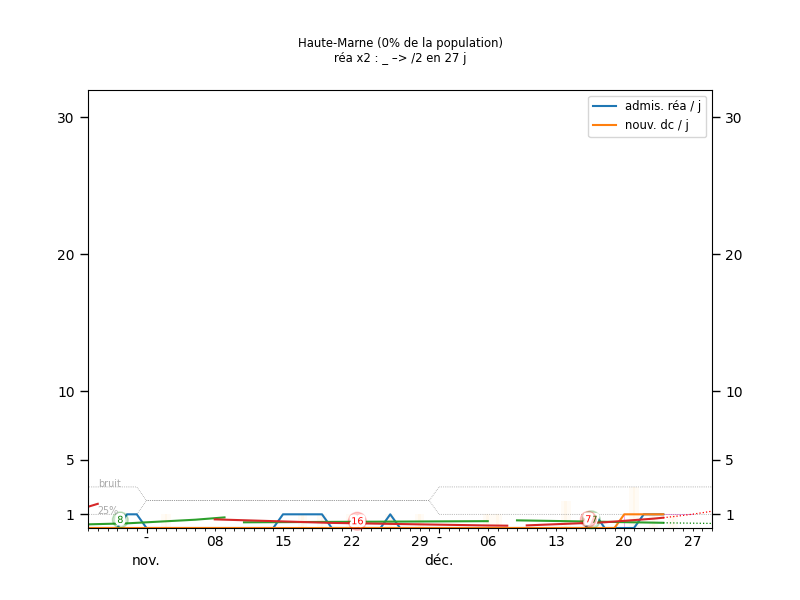 Haute-Marne (0% de la population)
réa x2 : _ –> /2 en 27 j
admis. réa / j
nouv. dc / j
30 30
20 20
10 10
5 5
bruit
25%
1 1
8 16 7
- 08 15 22 29 - 06 13 20 27
nov. déc.